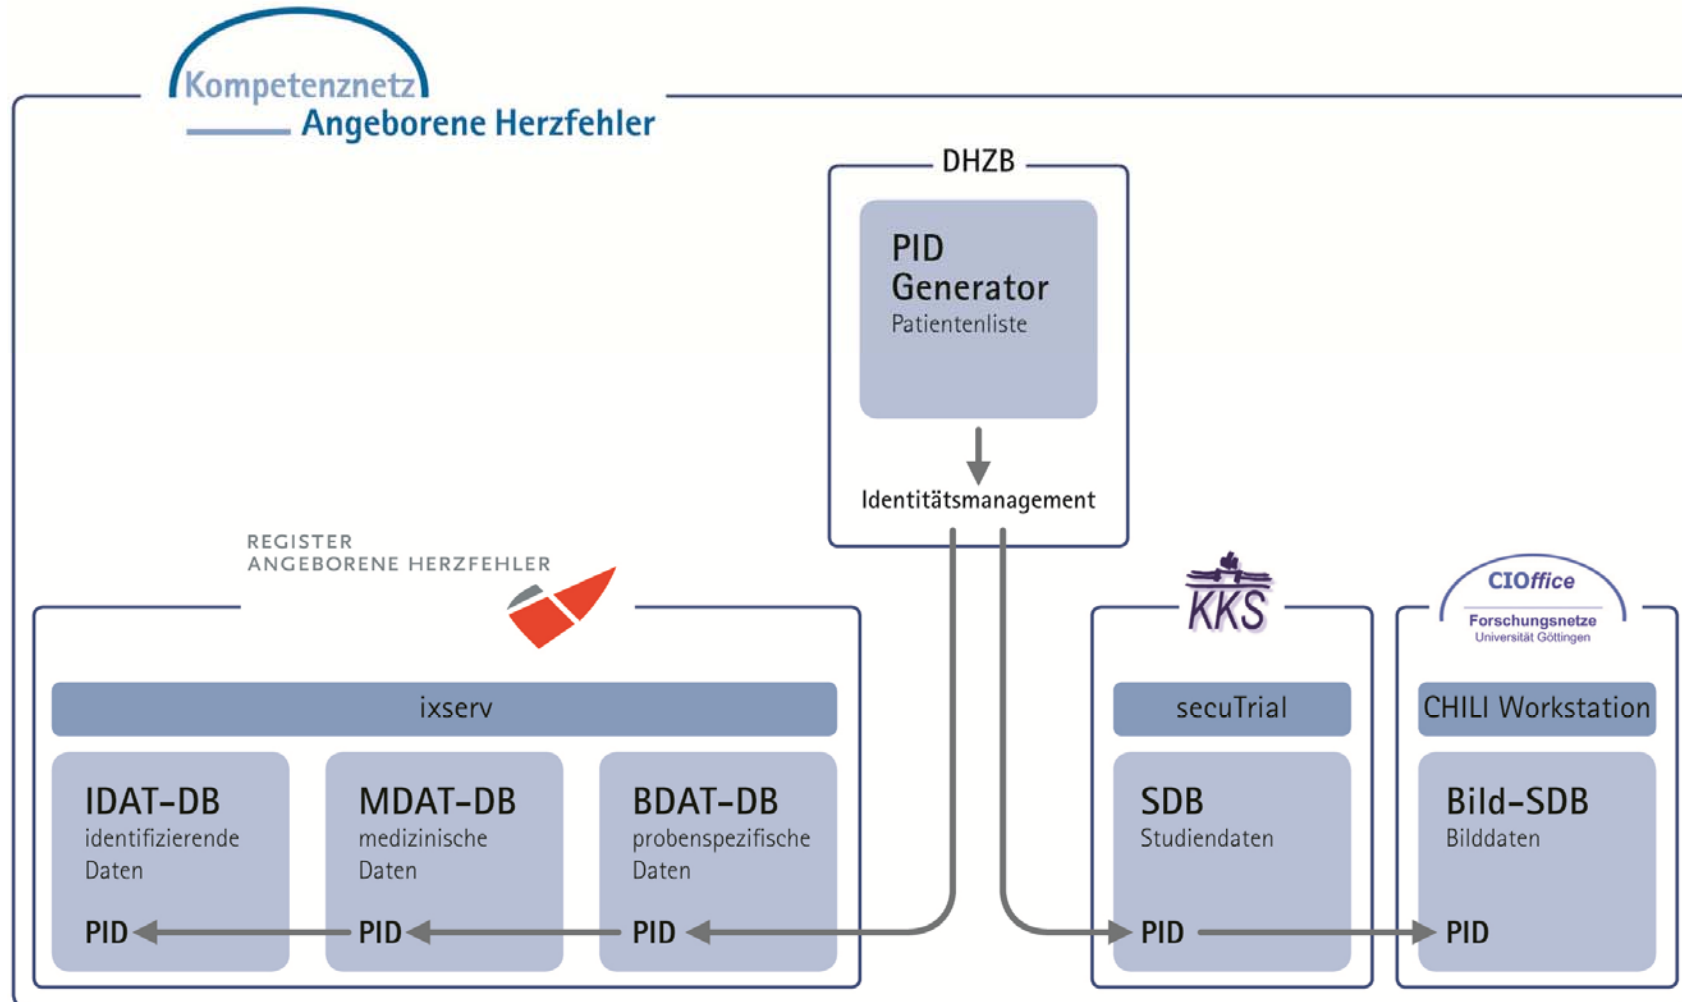 Kompetenznetz
Angeborene Herzfehler
DHZB
PID
Generator
Patientenliste
Identitätsmanagement
REGISTER
ANGEBORENE HERZFEHLER
KKS
CIOffice
Forschungsnetze
Universität Göttingen
ixserv
secuTrial
CHILI Workstation
IDAT-DB
identifizierende
Daten
PID
MDAT-DB
medizinische
Daten
PID
BDAT-DB
probenspezifische
Daten
PID
SDB
Studiendaten
PID
Bild-SDB
Bilddaten
PID